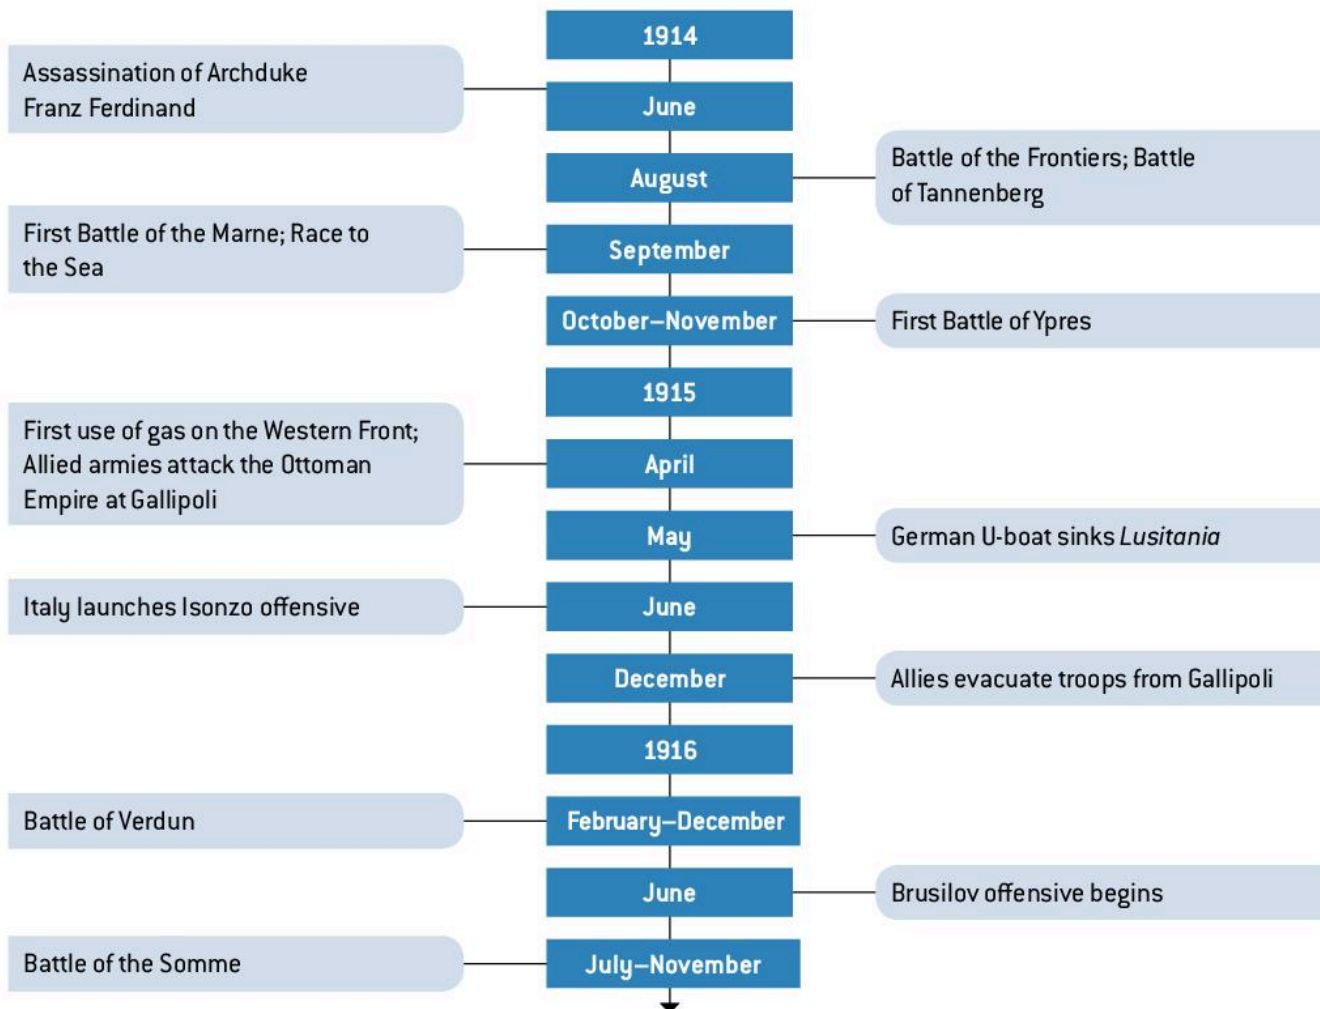 1914
Assassination of Archduke
Franz Ferdinand
June
August
Battle of the Frontiers; Battle
of Tannenberg
First Battle of the Marne; Race to
the Sea
September
October–November
First Battle of Ypres
1915
First use of gas on the Western Front;
Allied armies attack the Ottoman
Empire at Gallipoli
April
May
German U-boat sinks Lusitania
Italy launches Isonzo offensive
June
December
Allies evacuate troops from Gallipoli
1916
Battle of Verdun
February–December
June
Brusilov offensive begins
Battle of the Somme
July–November